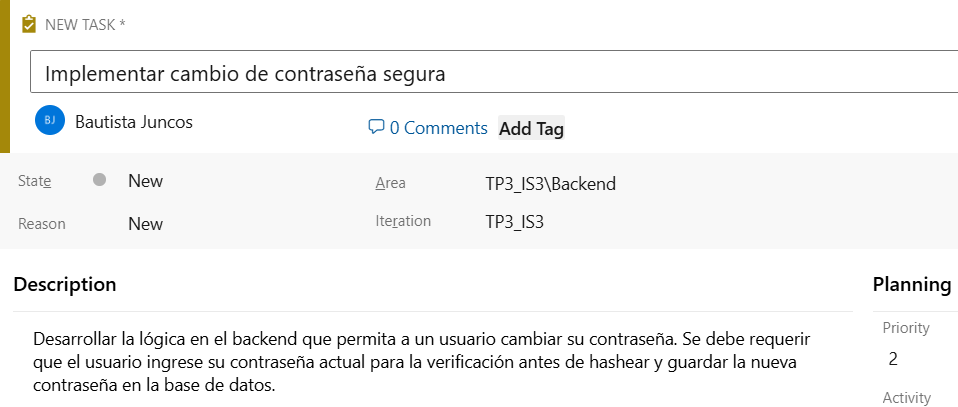 NEW TASK *
Implementar cambio de contraseña segura
BJ Bautista Juncos
0 Comments Add Tag
State New
Area TP3_IS3\Backend
Reason New
Iteration TP3_IS3
Description
Planning
Desarrollar la lógica en el backend que permita a un usuario cambiar su contraseña. Se debe requerir
que el usuario ingrese su contraseña actual para la verificación antes de hashear y guardar la nueva
contraseña en la base de datos.
Priority
2
Activity